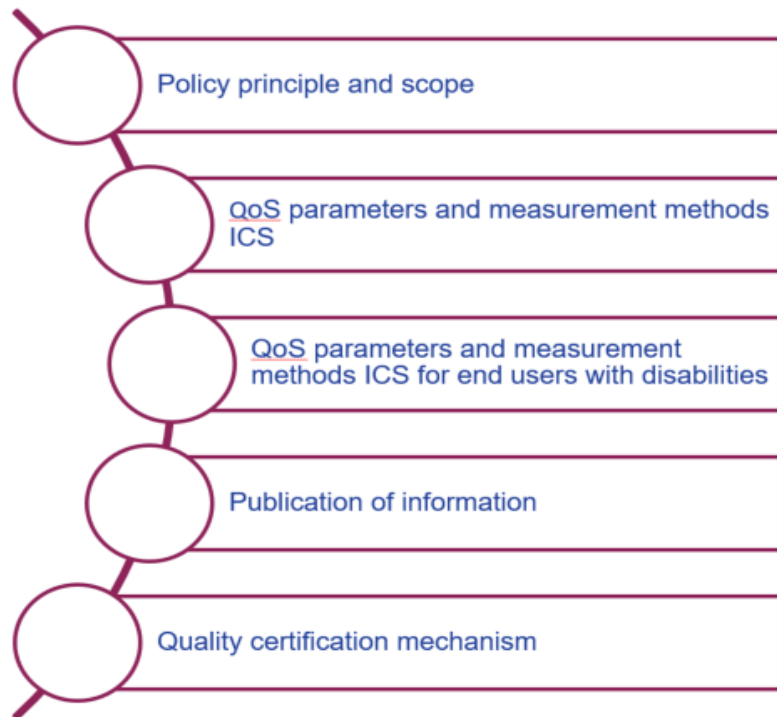 Policy principle and scope
QoS parameters and measurement methods
ICS
QoS parameters and measurement
methods ICS for end users with disabilities
Publication of information
Quality certification mechanism